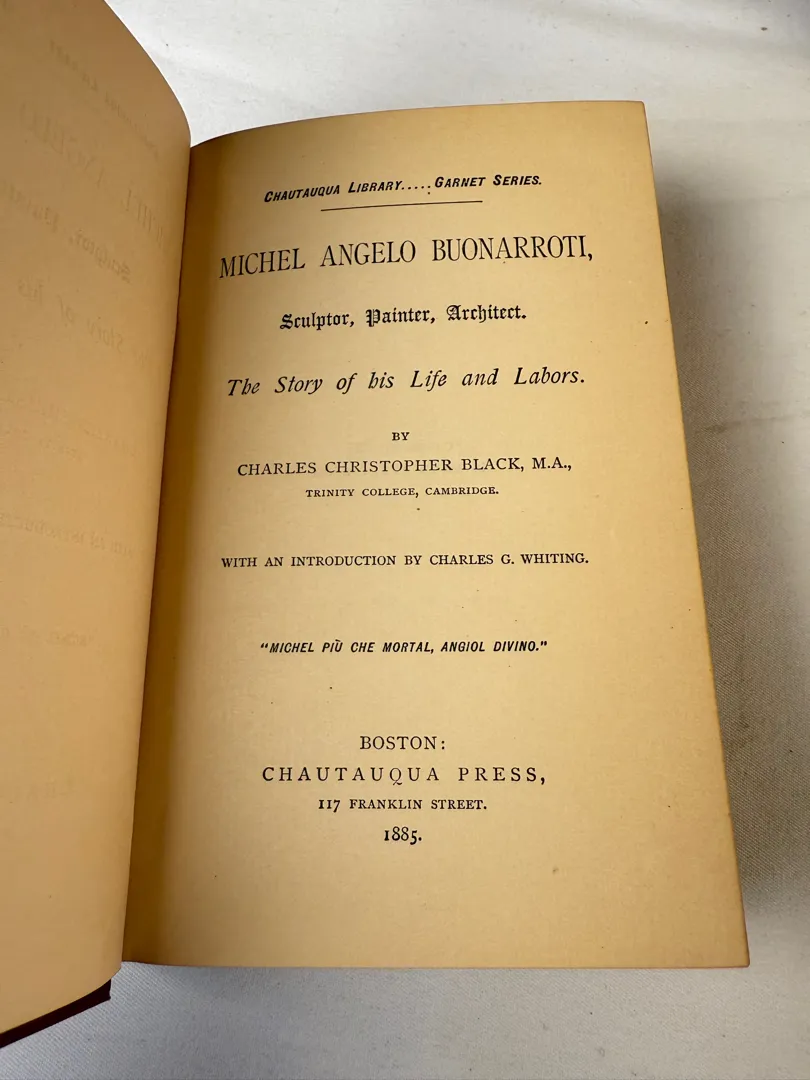 CHAUTAUQUA LIBRARY.....GARNET SERIES.
MICHEL ANGELO BUONARROTI,
Sculptor, Painter, Architect.
The Story of his Life and Labors.
BY
CHARLES CHRISTOPHER BLACK, M.A.,
TRINITY COLLEGE, CAMBRIDGE.
WITH AN INTRODUCTION BY CHARLES G. WHITING.
"MICHEL PIÙ CHE MORTAL, ANGIOL DIVINO."
BOSTON:
CHAUTAUQUA PRESS,
117 FRANKLIN STREET.
1885.